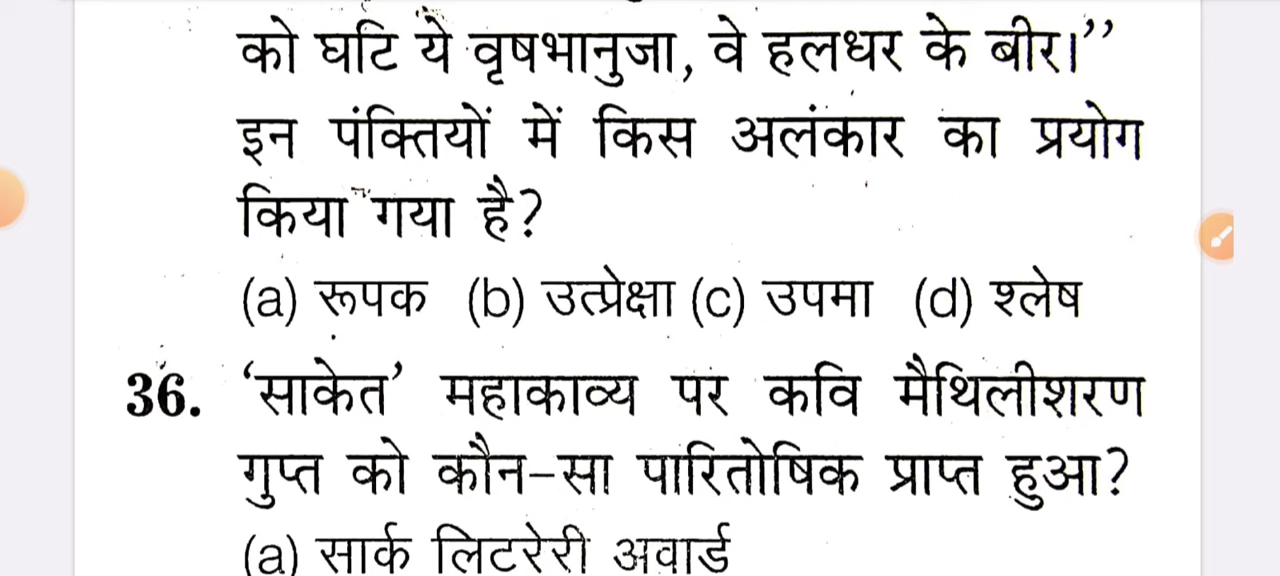 को घटि ये वृषभानुजा, वे हलधर के बीर।”
इन पंक्तियों में किस अलंकार का प्रयोग
किया गया है?
(a) रूपक (b) उत्प्रेक्षा (c) उपमा (d) श्लेष
36. ‘साकेत’ महाकाव्य पर कवि मैथिलीशरण
गुप्त को कौन-सा पारितोषिक प्राप्त हुआ?
(a) सार्क लिटरेरी अवार्ड